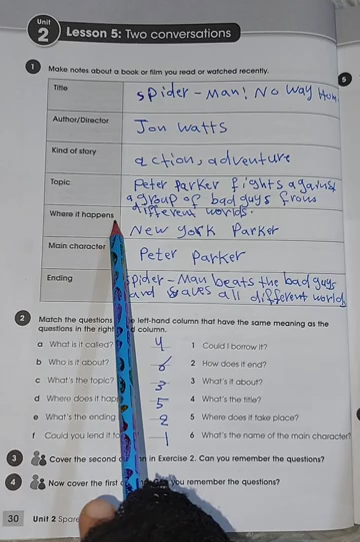 Unit
2 Lesson 5: Two conversations
1 Make notes about a book or film you read or watched recently.
5
Title
Spider-Man! No Way Hom
Author/Director
Jon watts
Kind of story
action, adventure
Topic
Peter Parker fights against
a group of bad guys from
different worlds.
Where it happens
New York Parker
Main character
Peter Parker
Ending
Spider-Man beats the bad guys
and saves all different worlds
2 Match the questions left-hand column that have the same meaning as the
questions in the right column.
a What is it called? 4 1 Could I borrow it?
b Who is it about? 6 2 How does it end?
c What's the topic? 3 3 What's it about?
d Where does it hap 5 4 What's the title?
e What's the ending 2 5 Where does it take place?
f Could you lend it to 1 6 What's the name of the main character?
3 Cover the second in Exercise 2. Can you remember the questions?
4 Now cover the first you remember the questions?
30 Unit 2 Spare